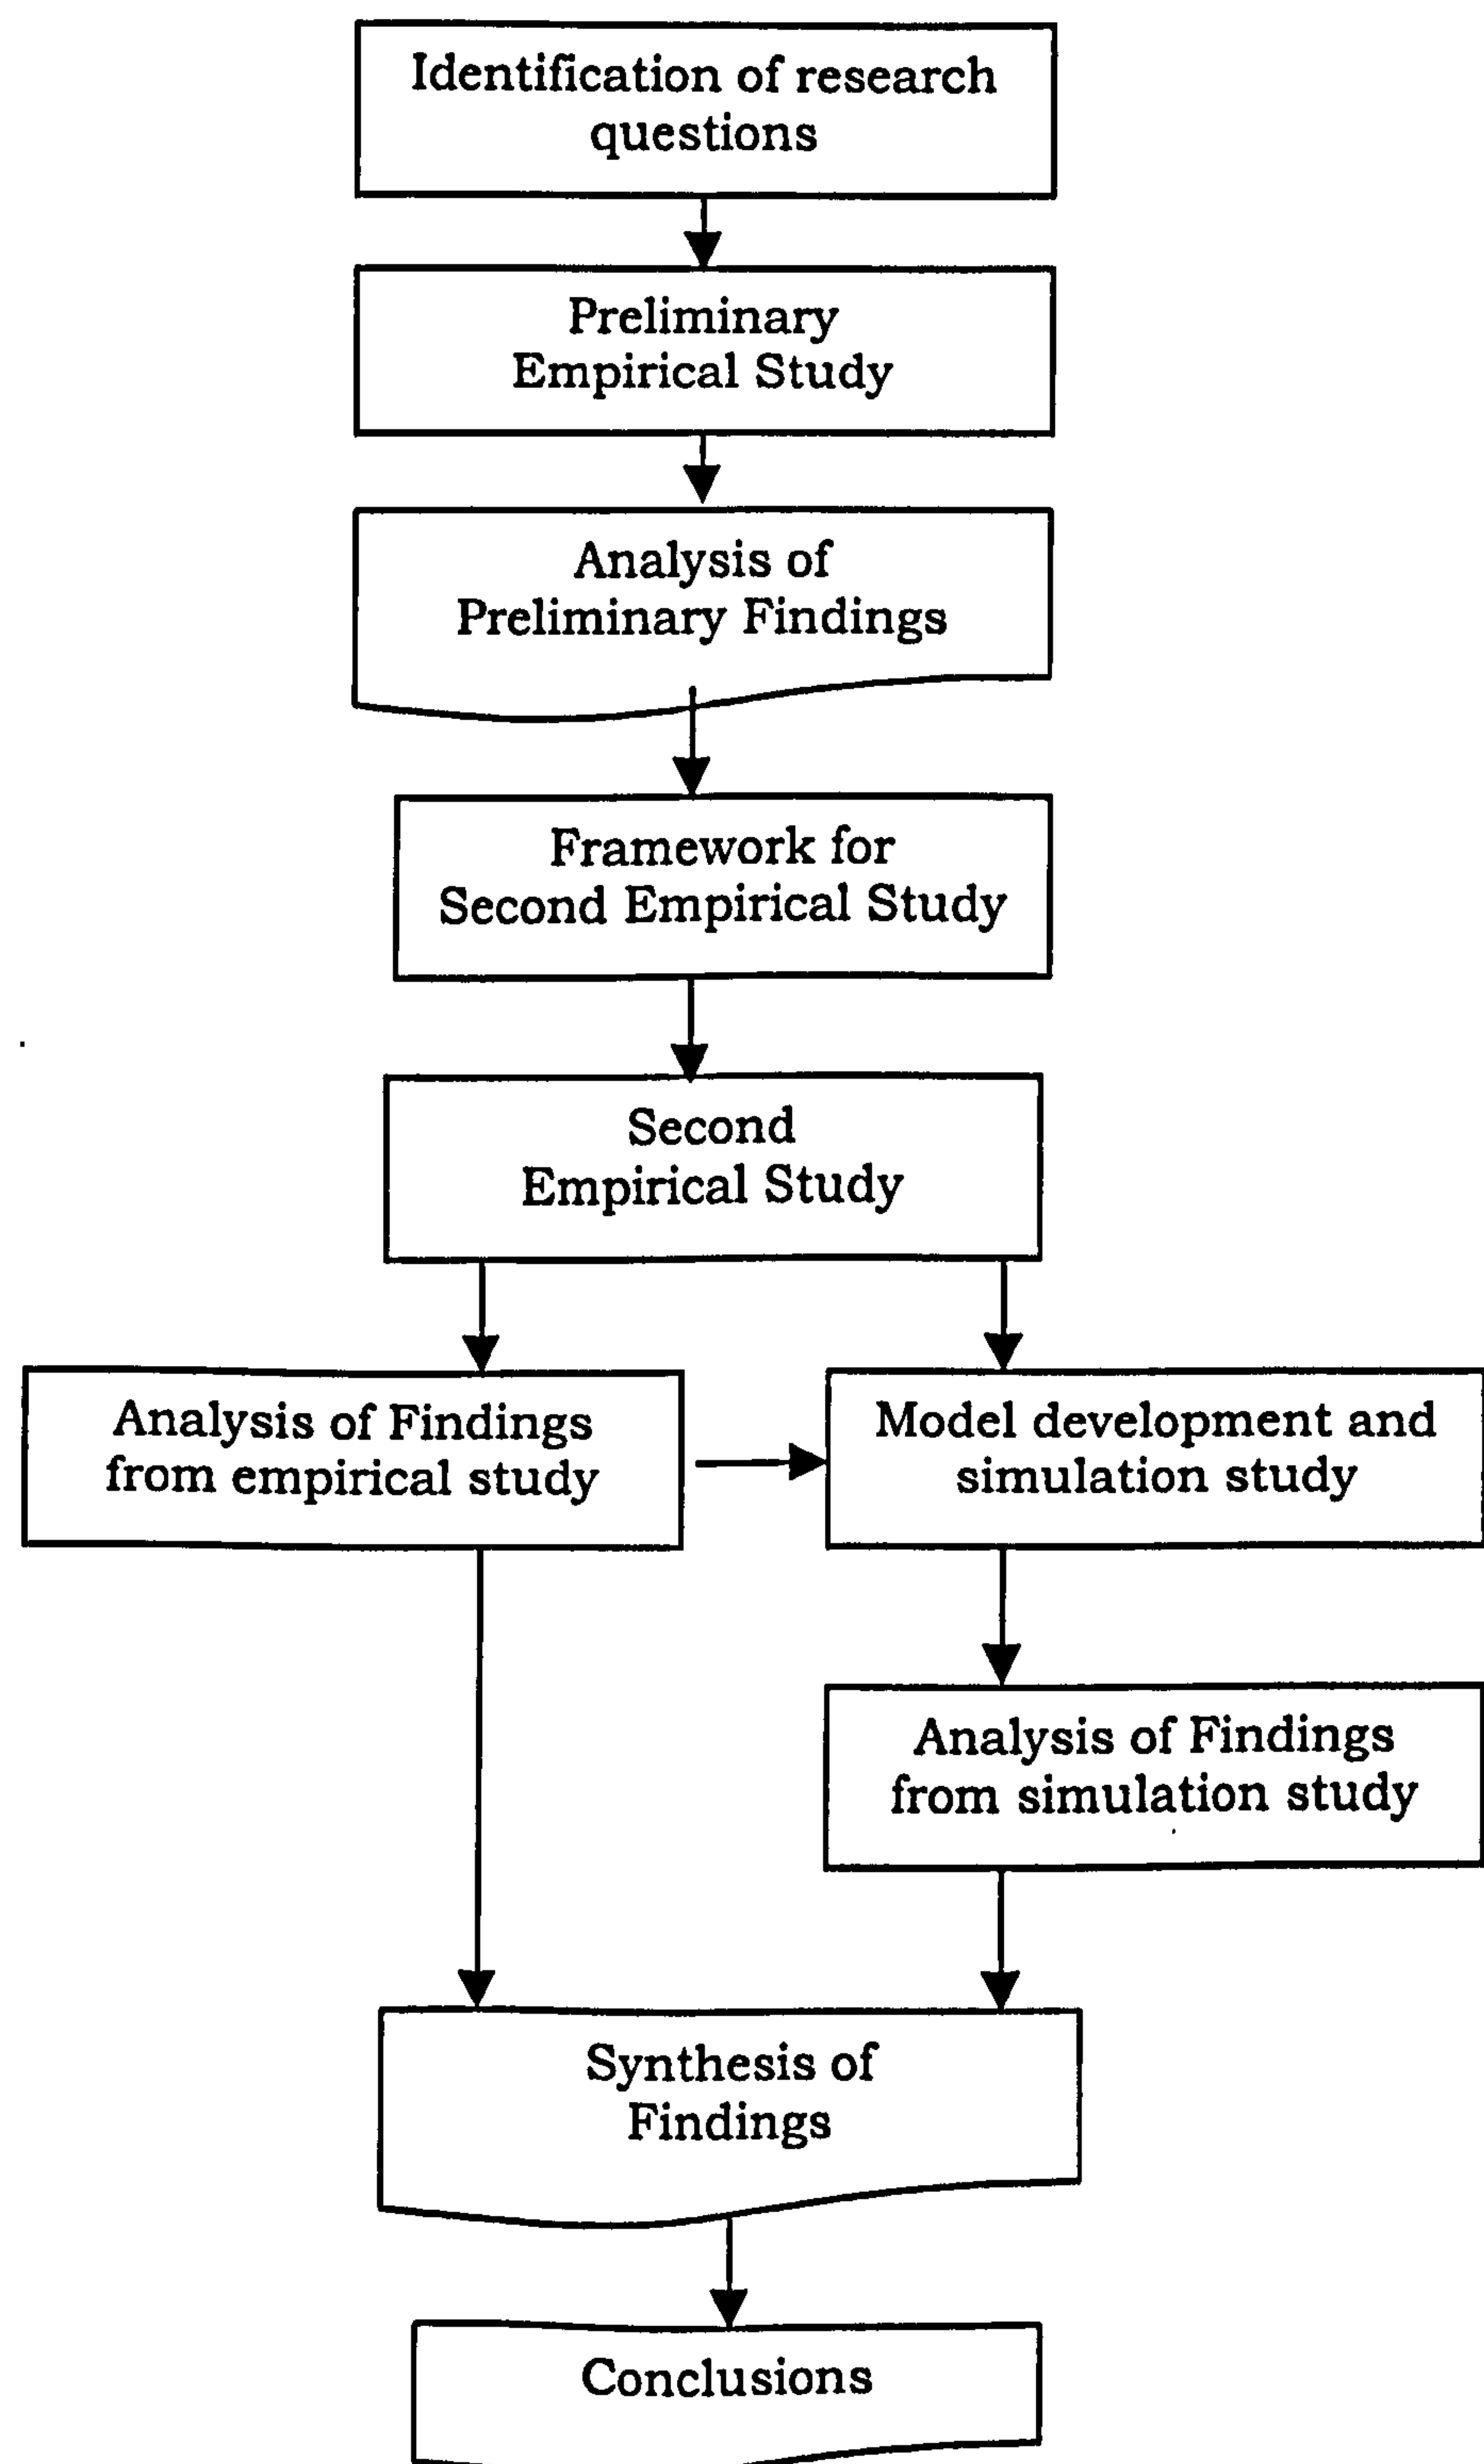 Identification of research
questions
Preliminary
Empirical Study
Analysis of
Preliminary Findings
Framework for
Second Empirical Study
Second
Empirical Study
Analysis of Findings
from empirical study
Model development and
simulation study
Analysis of Findings
from simulation study
Synthesis of
Findings
Conclusions